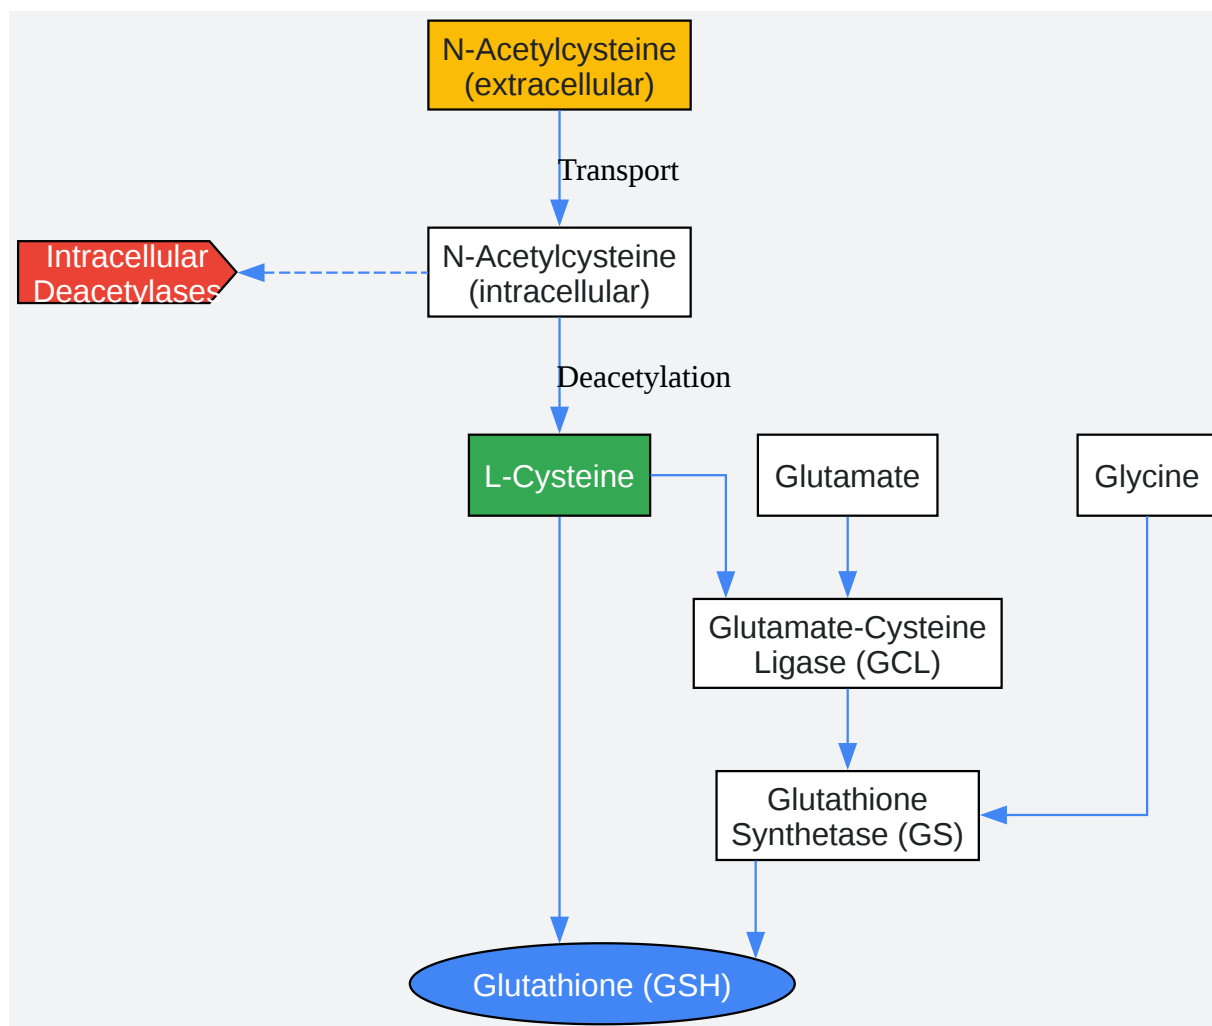 N-Acetylcysteine
(extracellular)
Transport
N-Acetylcysteine
(intracellular)
Intracellular
Deacetylases
Deacetylation
L-Cysteine
Glutamate
Glycine
Glutamate-Cysteine
Ligase (GCL)
Glutathione
Synthetase (GS)
Glutathione (GSH)